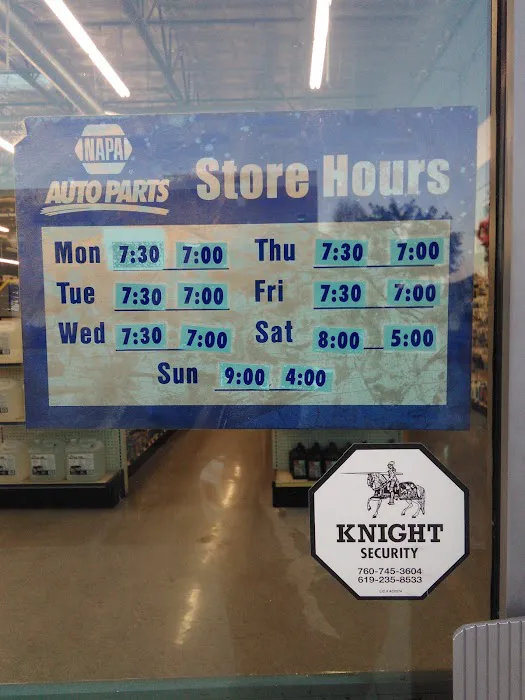 NAPA
AUTO PARTS
Store Hours
Mon 7:30 7:00 Thu 7:30 7:00
Tue 7:30 7:00 Fri 7:30 7:00
Wed 7:30 7:00 Sat 8:00 5:00
Sun 9:00 4:00
KNIGHT
SECURITY
760-745-3604
619-235-8533